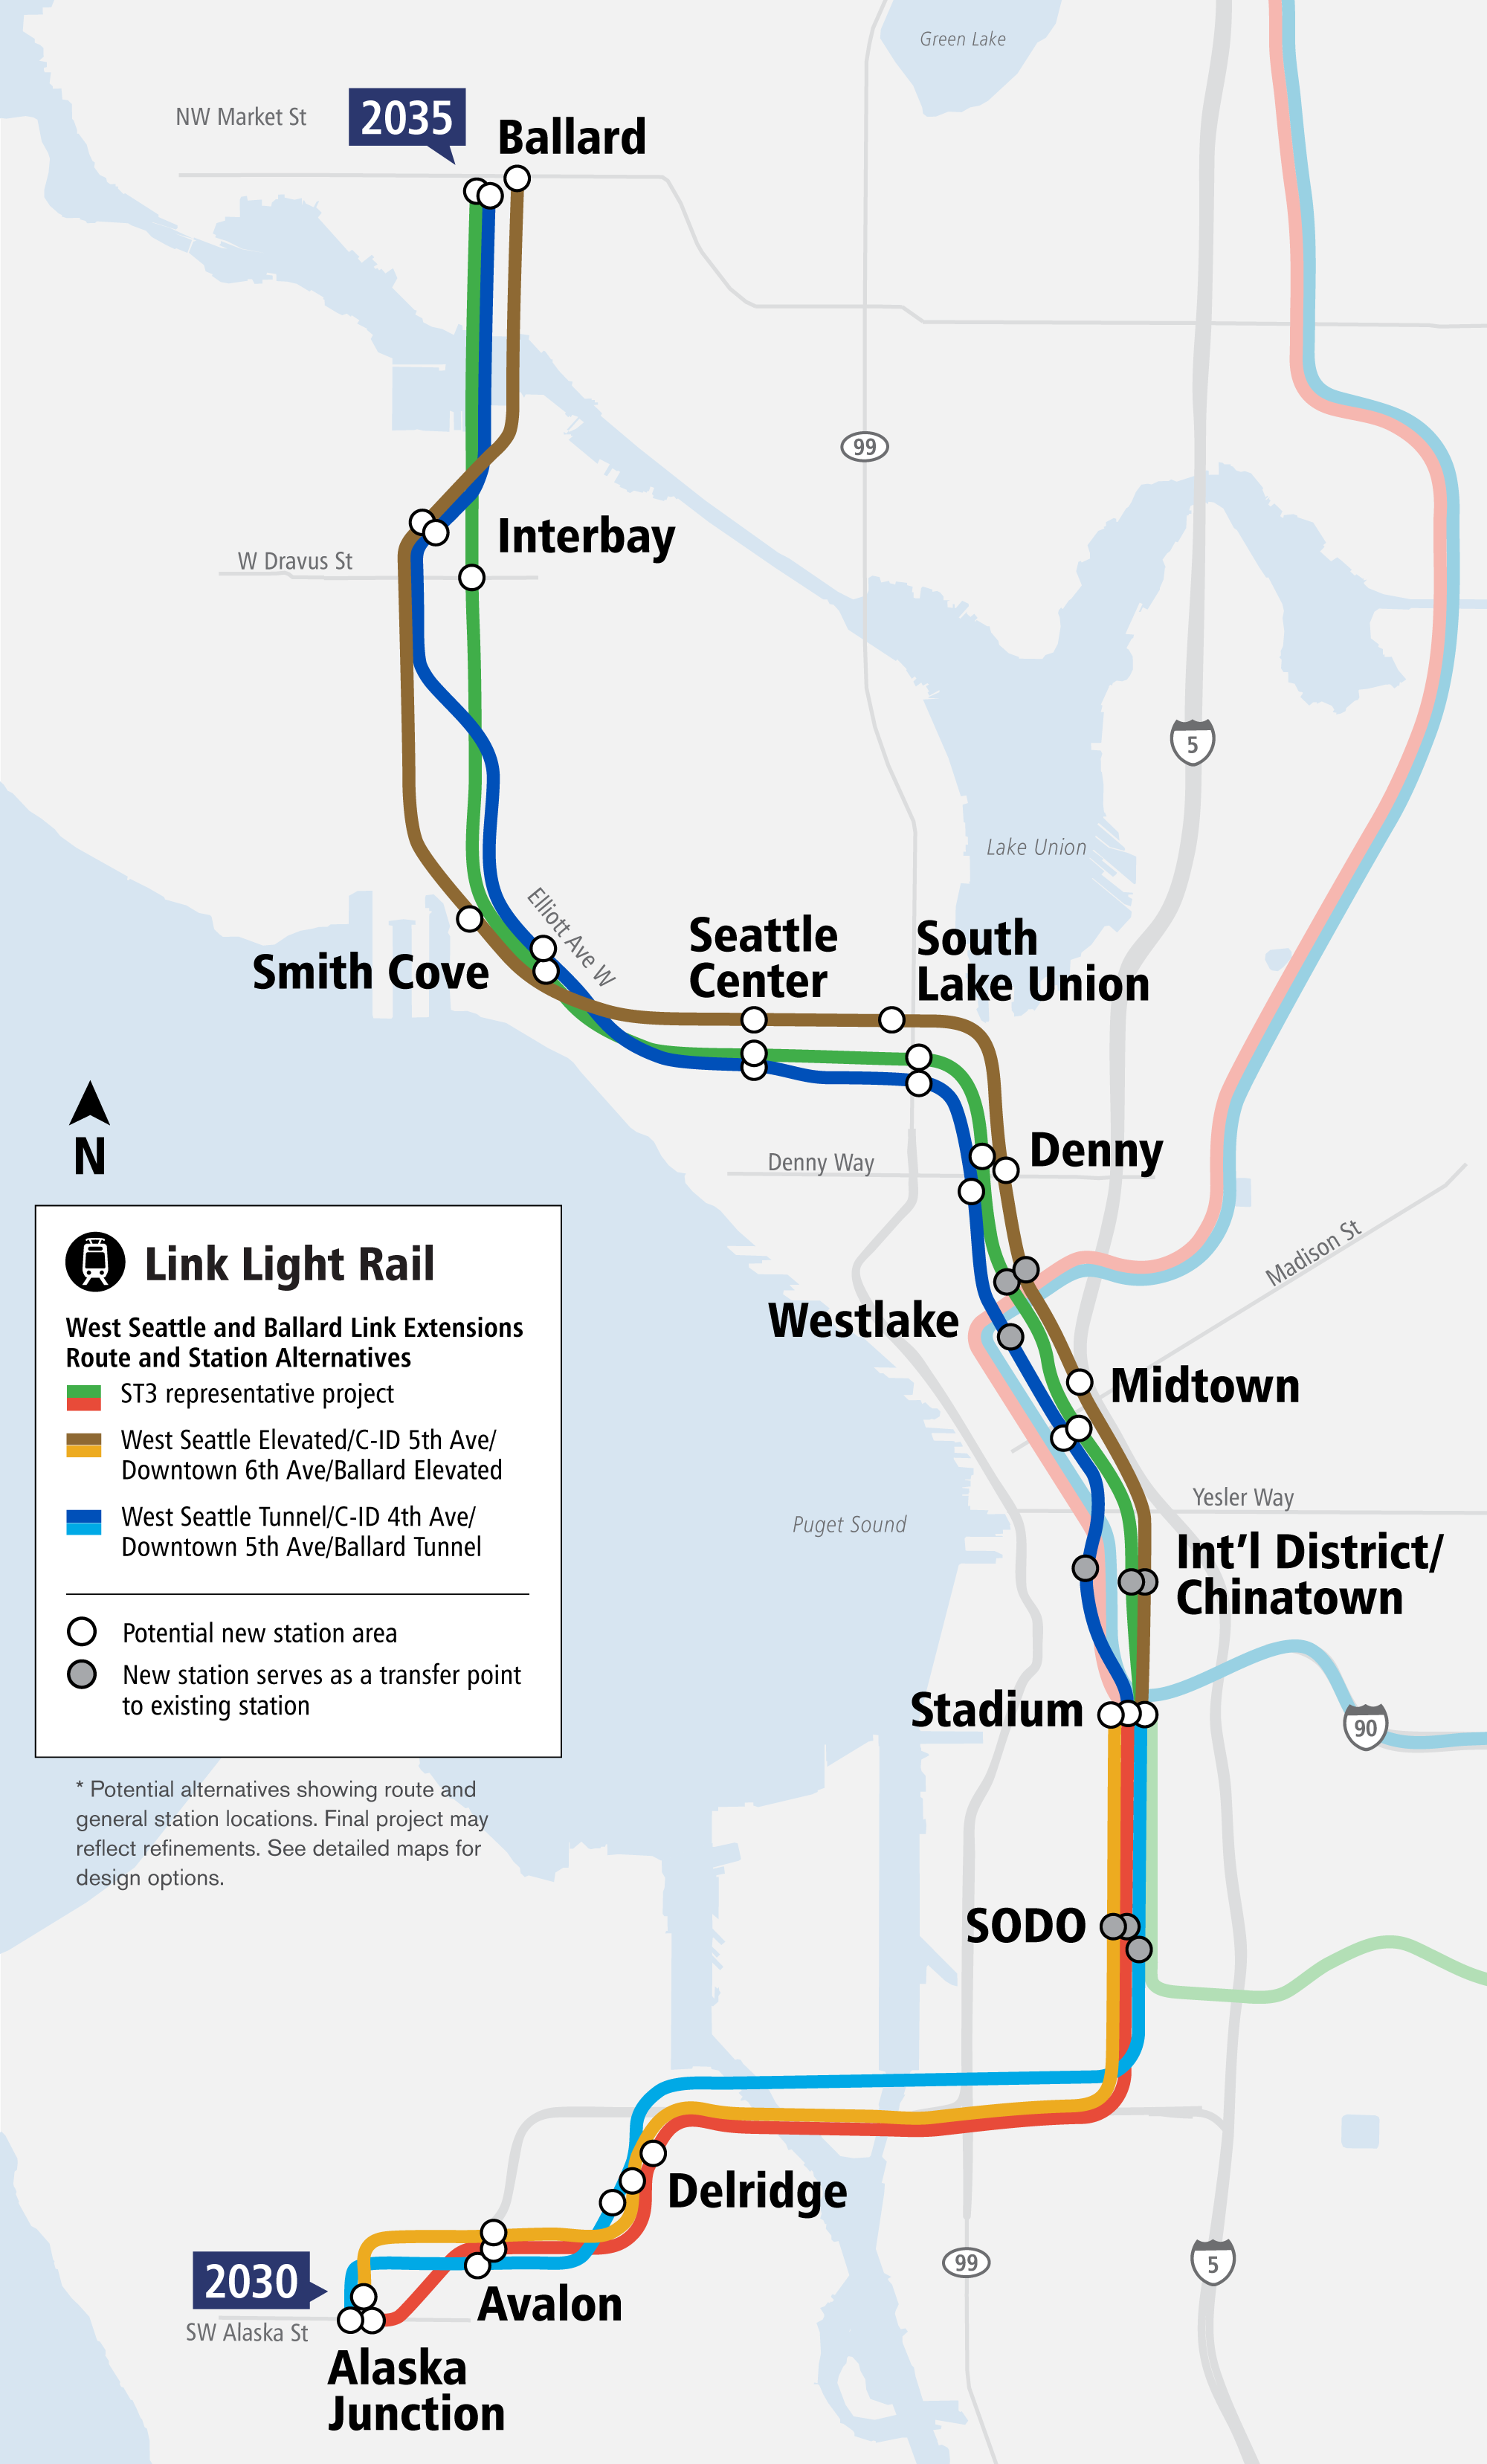 Green Lake
NW Market St
2035
Ballard
99
Interbay
W Dravus St
5
Lake Union
Elliott Ave W
Seattle
Center
South
Lake Union
Smith Cove
N
Denny Way
Denny
Madison St
Westlake
Midtown
Yesler Way
Puget Sound
Int'l District/
Chinatown
Stadium
90
Link Light Rail
West Seattle and Ballard Link Extensions
Route and Station Alternatives
ST3 representative project
West Seattle Elevated/C-ID 5th Ave/
Downtown 6th Ave/Ballard Elevated
West Seattle Tunnel/C-ID 4th Ave/
Downtown 5th Ave/Ballard Tunnel
Potential new station area
New station serves as a transfer point
to existing station
* Potential alternatives showing route and
general station locations. Final project may
reflect refinements. See detailed maps for
design options.
SODO
Delridge
99
5
2030
Avalon
SW Alaska St
Alaska
Junction